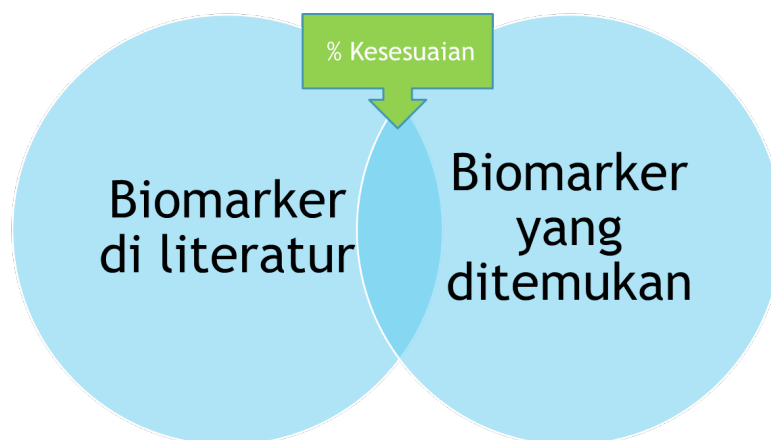 % Kesesuaian
Biomarker
di literatur
Biomarker
yang
ditemukan